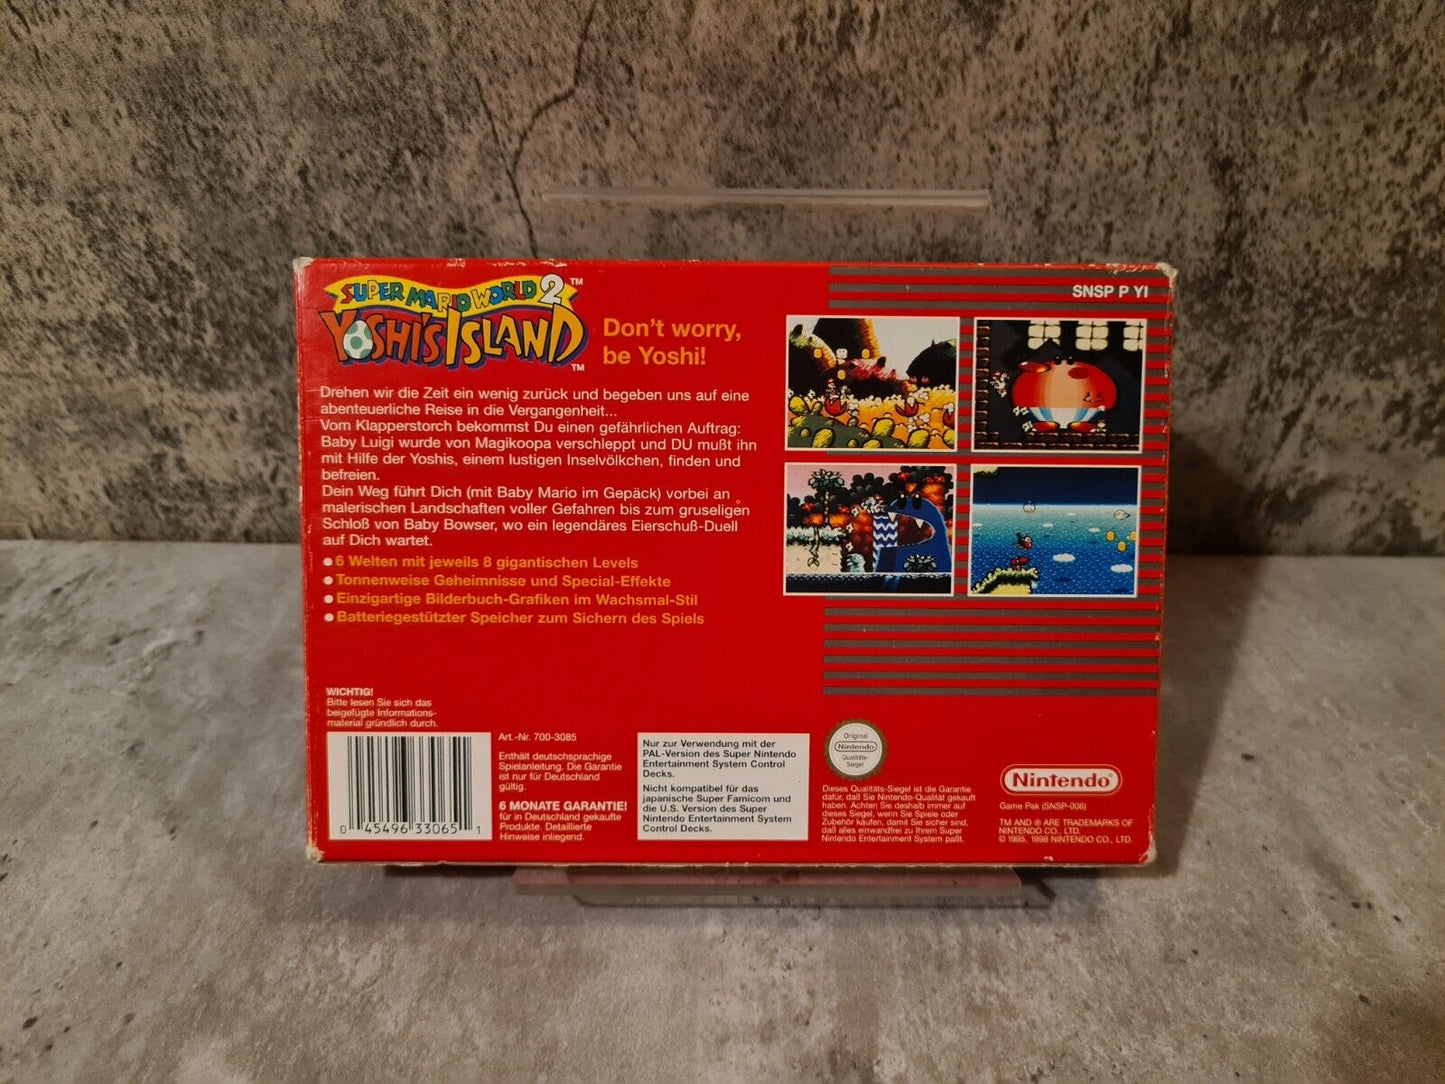 SUPER MARIO WORLD 2 ™
YOSHI'S ISLAND ™
Don't worry,
be Yoshi!
SNSP P YI
Drehen wir die Zeit ein wenig zurück und begeben uns auf eine
abenteuerliche Reise in die Vergangenheit...
Vom Klapperstorch bekommst Du einen gefährlichen Auftrag:
Baby Luigi wurde von Magikoopa verschleppt und DU mußt ihn
mit Hilfe der Yoshis, einem lustigen Inselvölkchen, finden und
befreien.
Dein Weg führt Dich (mit Baby Mario im Gepäck) vorbei an
malerischen Landschaften voller Gefahren bis zum gruseligen
Schloß von Baby Bowser, wo ein legendäres Eierschuß-Duell
auf Dich wartet.
● 6 Welten mit jeweils 8 gigantischen Levels
● Tonnenweise Geheimnisse und Special-Effekte
● Einzigartige Bilderbuch-Grafiken im Wachsmal-Stil
● Batteriegestützter Speicher zum Sichern des Spiels
WICHTIG!
Bitte lesen Sie sich das
beigefügte Informations-
material gründlich durch.
0 45496 33065 1
Art.-Nr. 700-3085
Enthält deutschsprachige
Spielanleitung. Die Garantie
ist nur für Deutschland
gültig.
6 MONATE GARANTIE!
für in Deutschland gekaufte
Produkte. Detaillierte
Hinweise inliegend.
Nur zur Verwendung mit der
PAL-Version des Super Nintendo
Entertainment System Control
Decks.
Nicht kompatibel für das
japanische Super Famicom und
die U.S. Version des Super
Nintendo Entertainment System
Control Decks.
Original
Nintendo
Qualitäts-
Siegel
Dieses Qualitäts-Siegel ist die Garantie
dafür, daß Sie Nintendo-Qualität gekauft
haben. Achten Sie deshalb immer auf
dieses Siegel, wenn Sie Spiele oder
Zubehör kaufen, damit Sie sicher sind,
daß alles einwandfrei zu Ihrem Super
Nintendo Entertainment System paßt.
Nintendo®
Game Pak (SNSP-006)
TM AND ® ARE TRADEMARKS OF
NINTENDO CO., LTD.
© 1995, 1996 NINTENDO CO., LTD.